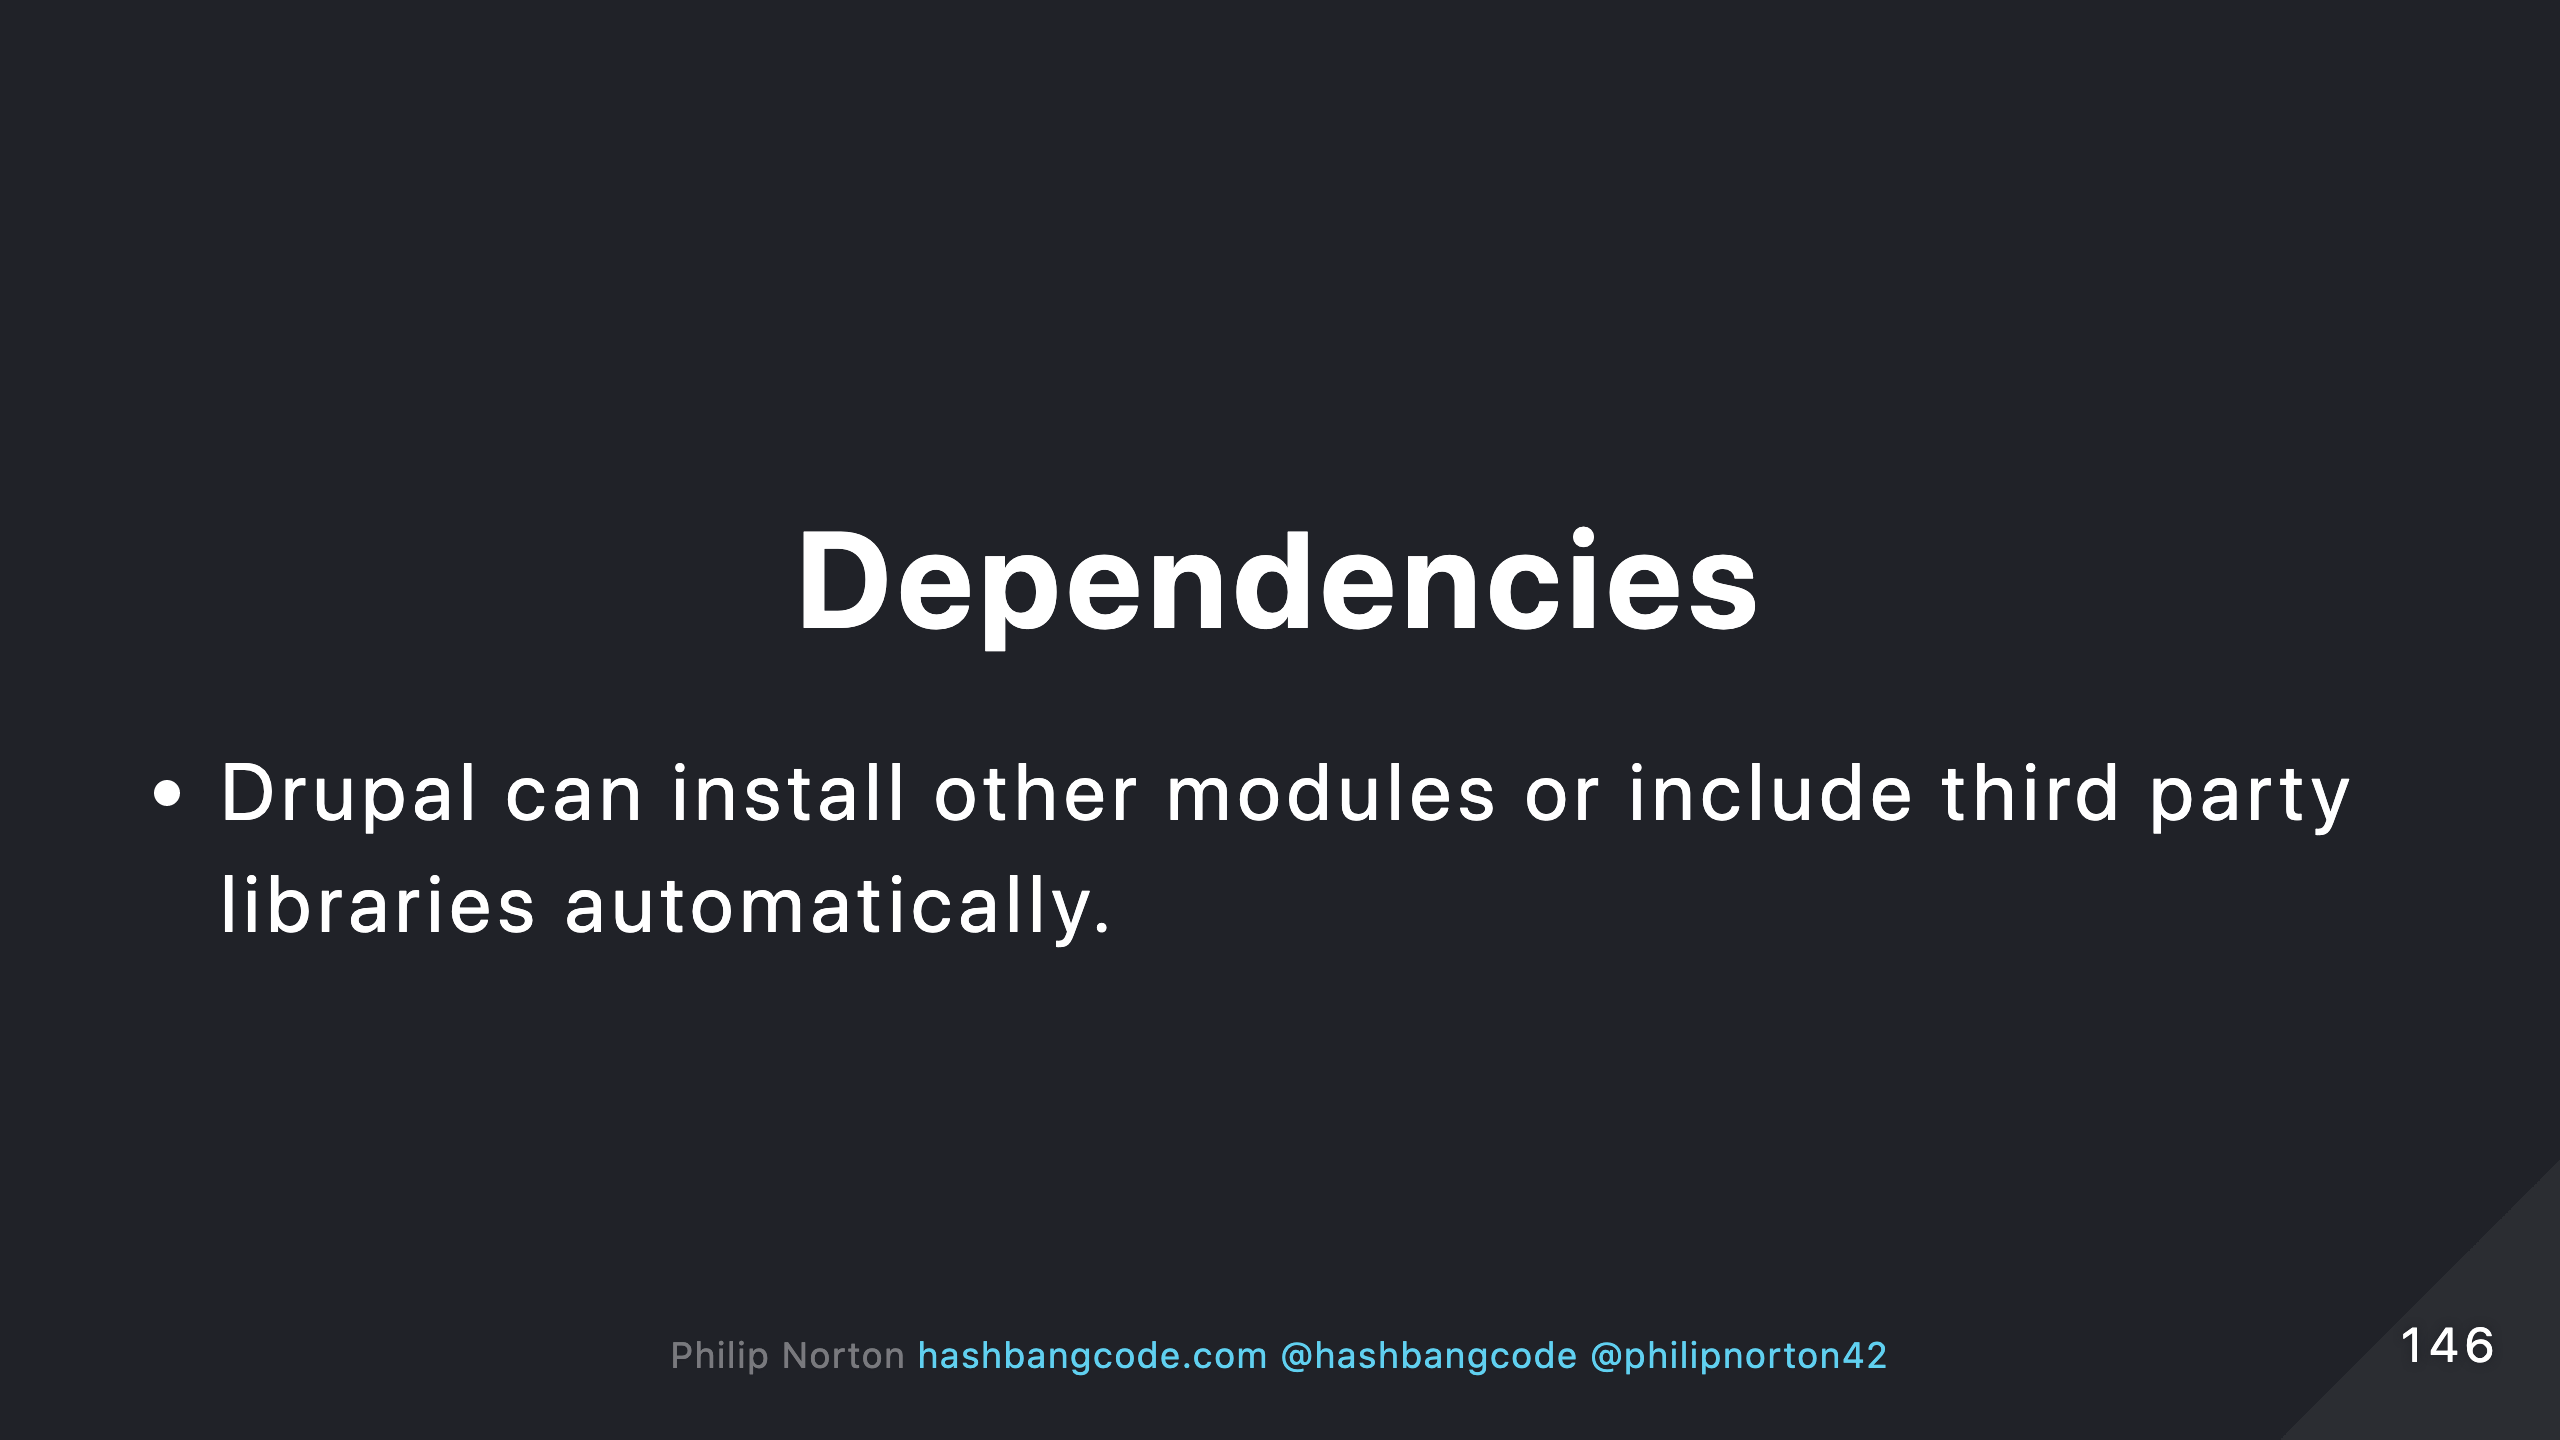 Dependencies
• Drupal can install other modules or include third party
libraries automatically.
Philip Norton hashbangcode.com @hashbangcode @philipnorton42
146